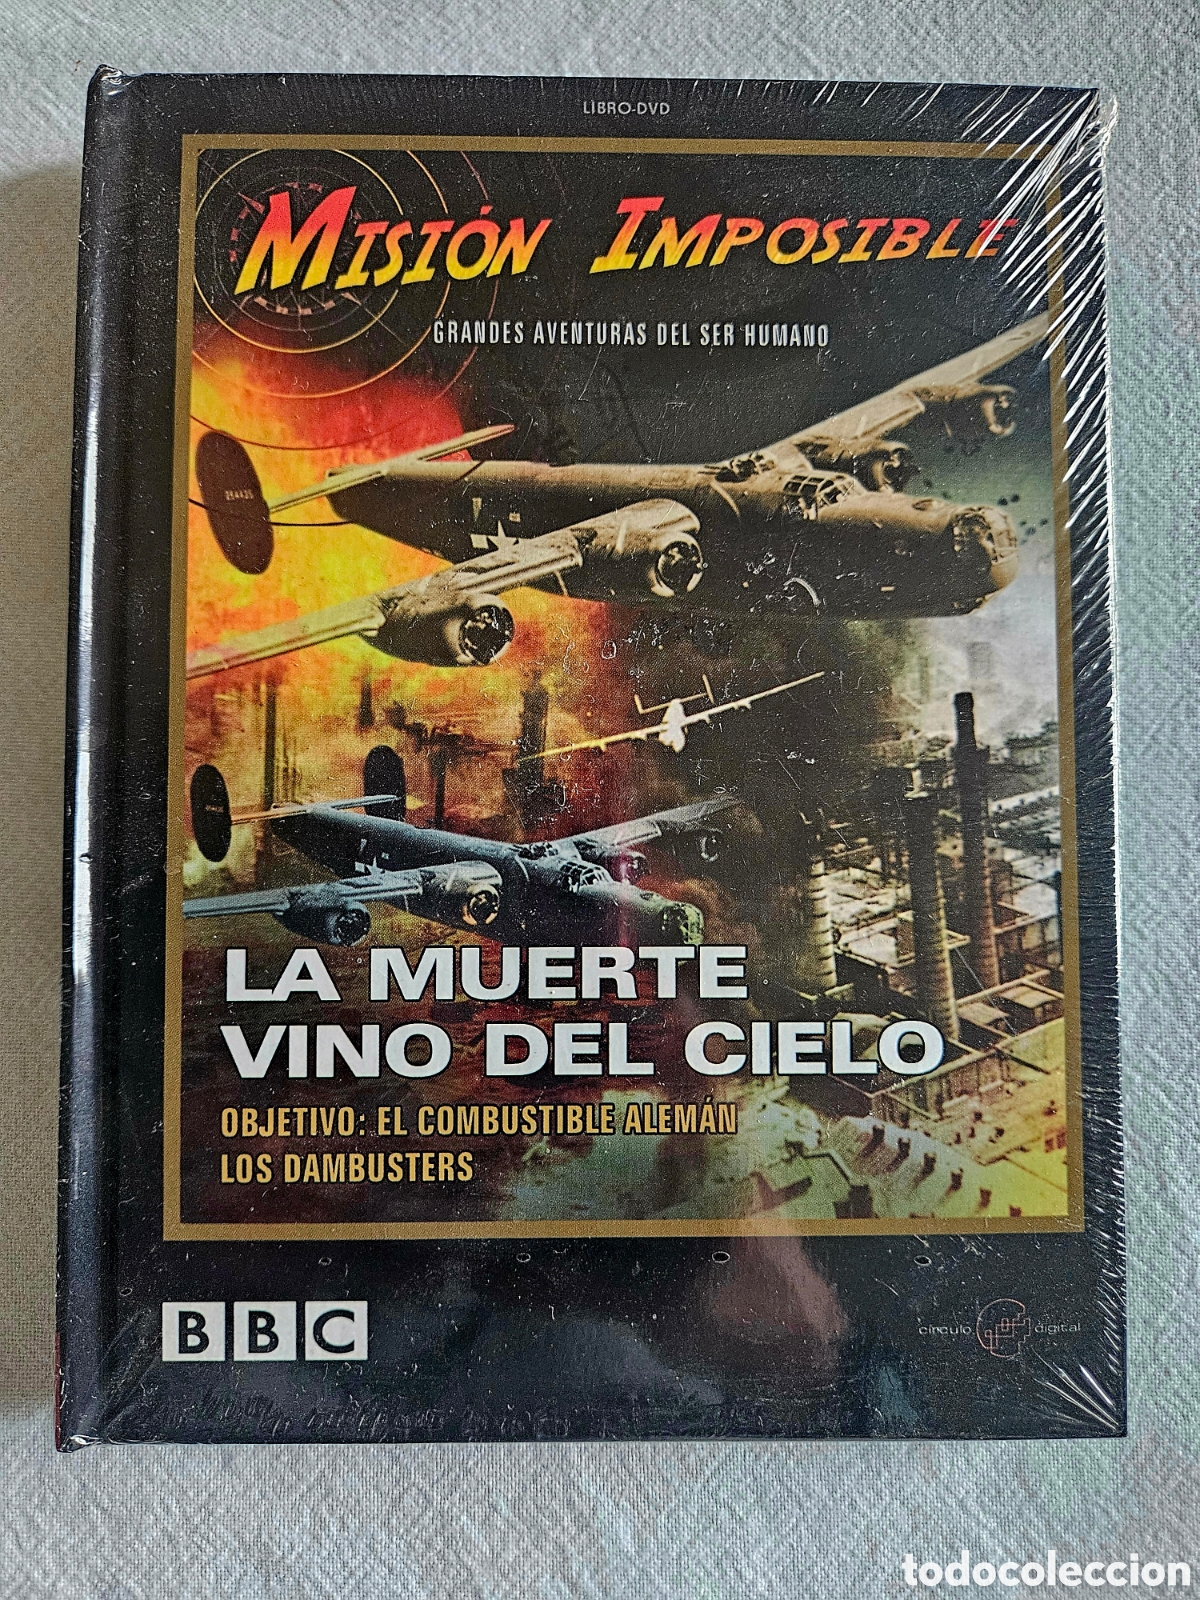 LIBRO-DVD
MISIÓN IMPOSIBLE
GRANDES AVENTURAS DEL SER HUMANO
LA MUERTE
VINO DEL CIELO
OBJETIVO: EL COMBUSTIBLE ALEMÁN
LOS DAMBUSTERS
BBC
círculo digital
todocoleccion